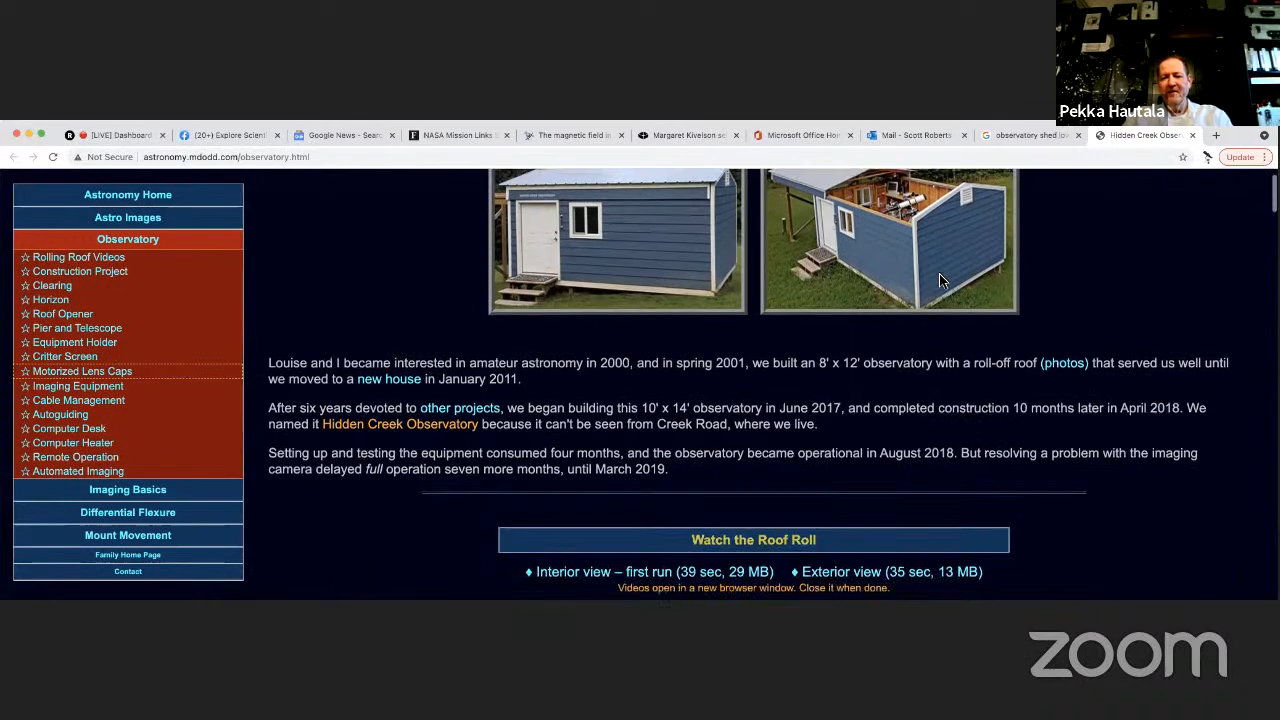 Pekka Hautala
[LIVE] Dashboard
(20+) Explore Scienti
Google News - Searc
NASA Mission Links
The magnetic field in
Margaret Kivelson se
Microsoft Office Hom
Mail - Scott Roberts
observatory shed
Hidden Creek Observ
Not Secure
astronomy.mdodd.com/observatory.html
Update
Astronomy Home
Astro Images
Observatory
☆ Rolling Roof Videos
☆ Construction Project
☆ Clearing
☆ Horizon
☆ Roof Opener
☆ Pier and Telescope
☆ Equipment Holder
☆ Critter Screen
☆ Motorized Lens Caps
☆ Imaging Equipment
☆ Cable Management
☆ Autoguiding
☆ Computer Desk
☆ Computer Heater
☆ Remote Operation
☆ Automated Imaging
Imaging Basics
Differential Flexure
Mount Movement
Family Home Page
Contact
Louise and I became interested in amateur astronomy in 2000, and in spring 2001, we built an 8' x 12' observatory with a roll-off roof (photos) that served us well until
we moved to a new house in January 2011.
After six years devoted to other projects, we began building this 10' x 14' observatory in June 2017, and completed construction 10 months later in April 2018. We
named it Hidden Creek Observatory because it can't be seen from Creek Road, where we live.
Setting up and testing the equipment consumed four months, and the observatory became operational in August 2018. But resolving a problem with the imaging
camera delayed full operation seven more months, until March 2019.
Watch the Roof Roll
♦ Interior view – first run (39 sec, 29 MB) ♦ Exterior view (35 sec, 13 MB)
Videos open in a new browser window. Close it when done.
zoom